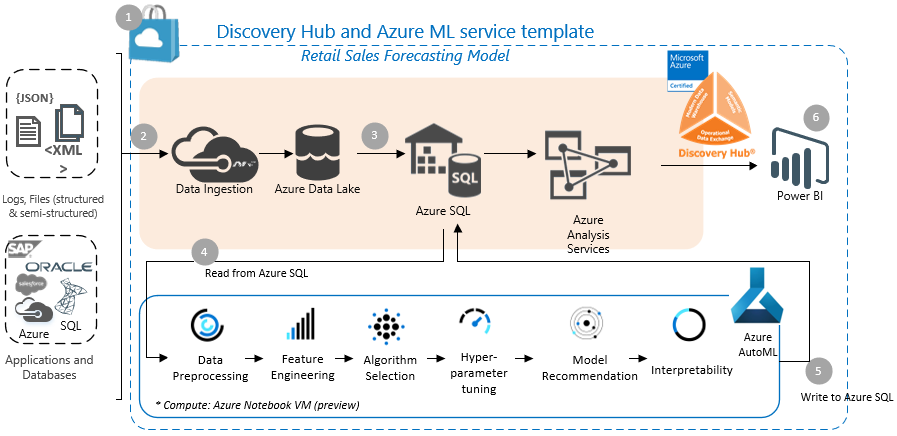 1
Discovery Hub and Azure ML service template
Retail Sales Forecasting Model
Microsoft
Azure
Certified
Modern Data
Warehouse
Operational
Data Exchange
Discovery Hub®
{JSON}
<XML
>
Logs, Files (structured
& semi-structured)
2
Data Ingestion
Azure Data Lake
3
SQL
Azure SQL
Azure
Analysis
Services
6
Power BI
SAP
ORACLE
salesforce
Azure
SQL
Applications and
Databases
4
Read from Azure SQL
Data
Preprocessing
Feature
Engineering
Algorithm
Selection
Hyper-
parameter
tuning
Model
Recommendation
Interpretability
Azure
AutoML
* Compute: Azure Notebook VM (preview)
5
Write to Azure SQL